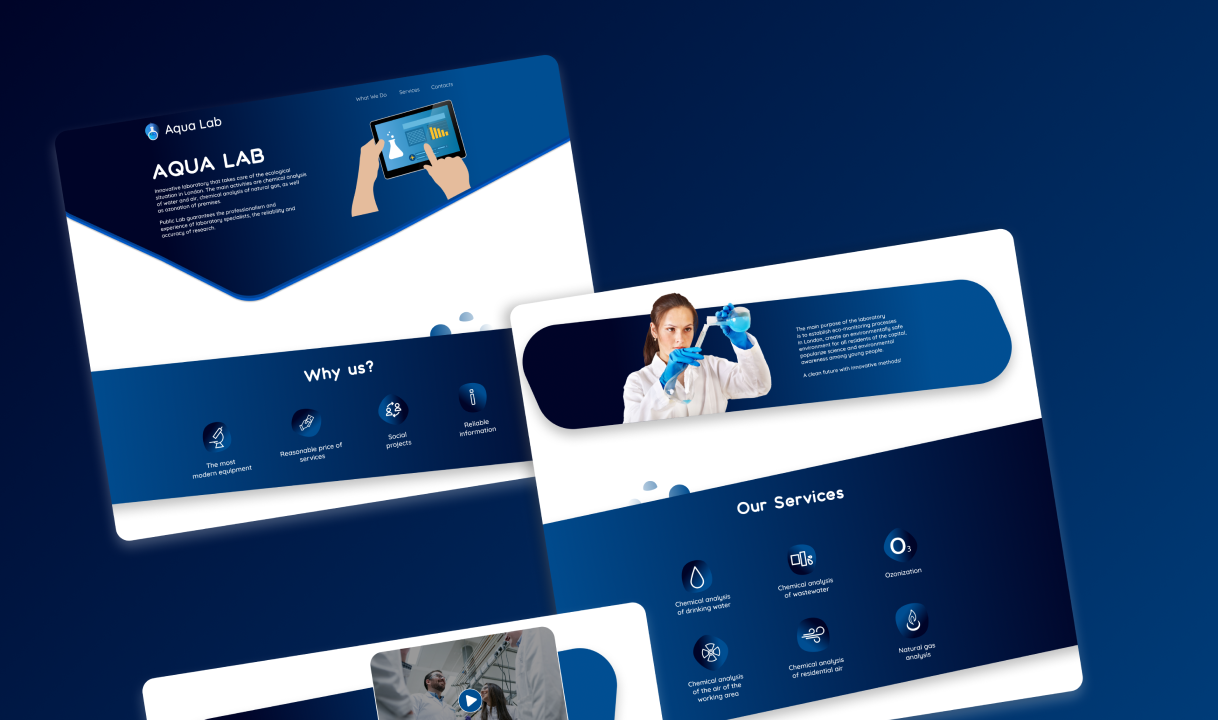 What We Do
Services
Contacts
Aqua Lab
AQUA LAB
Innovative laboratory that takes care of the ecological
situation in London. The main activities are chemical analysis
of water and air, chemical analysis of natural gas, as well
as ozonation of premises.
Public Lab guarantees the professionalism and
experience of laboratory specialists, the reliability and
accuracy of research.
Why us?
The most
modern equipment
Reasonable price of
services
Social
projects
Reliable
information
The main purpose of the laboratory
is to establish eco-monitoring processes
in London, create an environmentally safe
environment for all residents of the capital,
popularize science and environmental
awareness among young people.
A clean future with innovative methods!
Our Services
Chemical analysis
of drinking water
Chemical analysis
of wastewater
O3
Ozonization
Chemical analysis
of the air of the
working area
Chemical analysis
of residential air
Natural gas
analysis